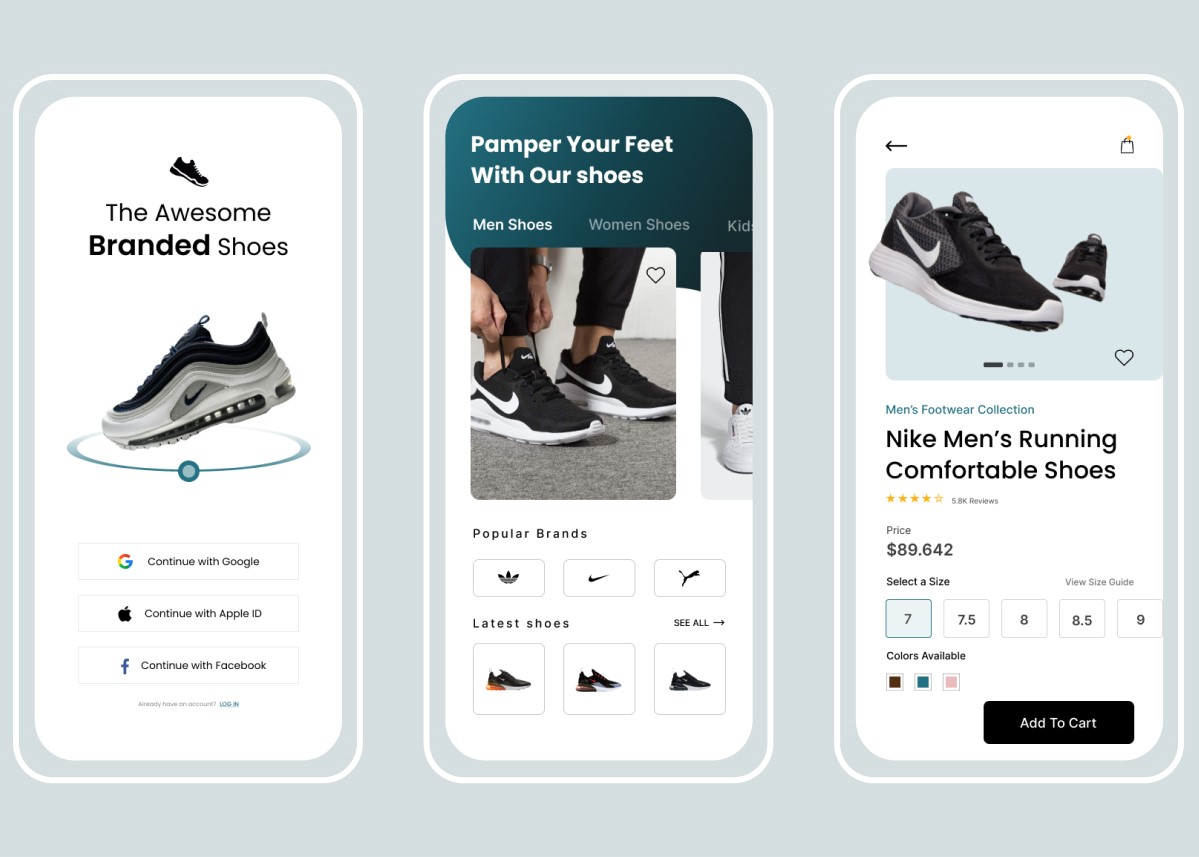 The Awesome
Branded Shoes
Continue with Google
Continue with Apple ID
Continue with Facebook
Already have an account? LOG IN
Pamper Your Feet
With Our shoes
Men Shoes Women Shoes Kids
Popular Brands
Latest shoes SEE ALL →
Men's Footwear Collection
Nike Men's Running
Comfortable Shoes
★★★★☆ 5.8K Reviews
Price
$89.642
Select a Size View Size Guide
7 7.5 8 8.5 9
Colors Available
Add To Cart